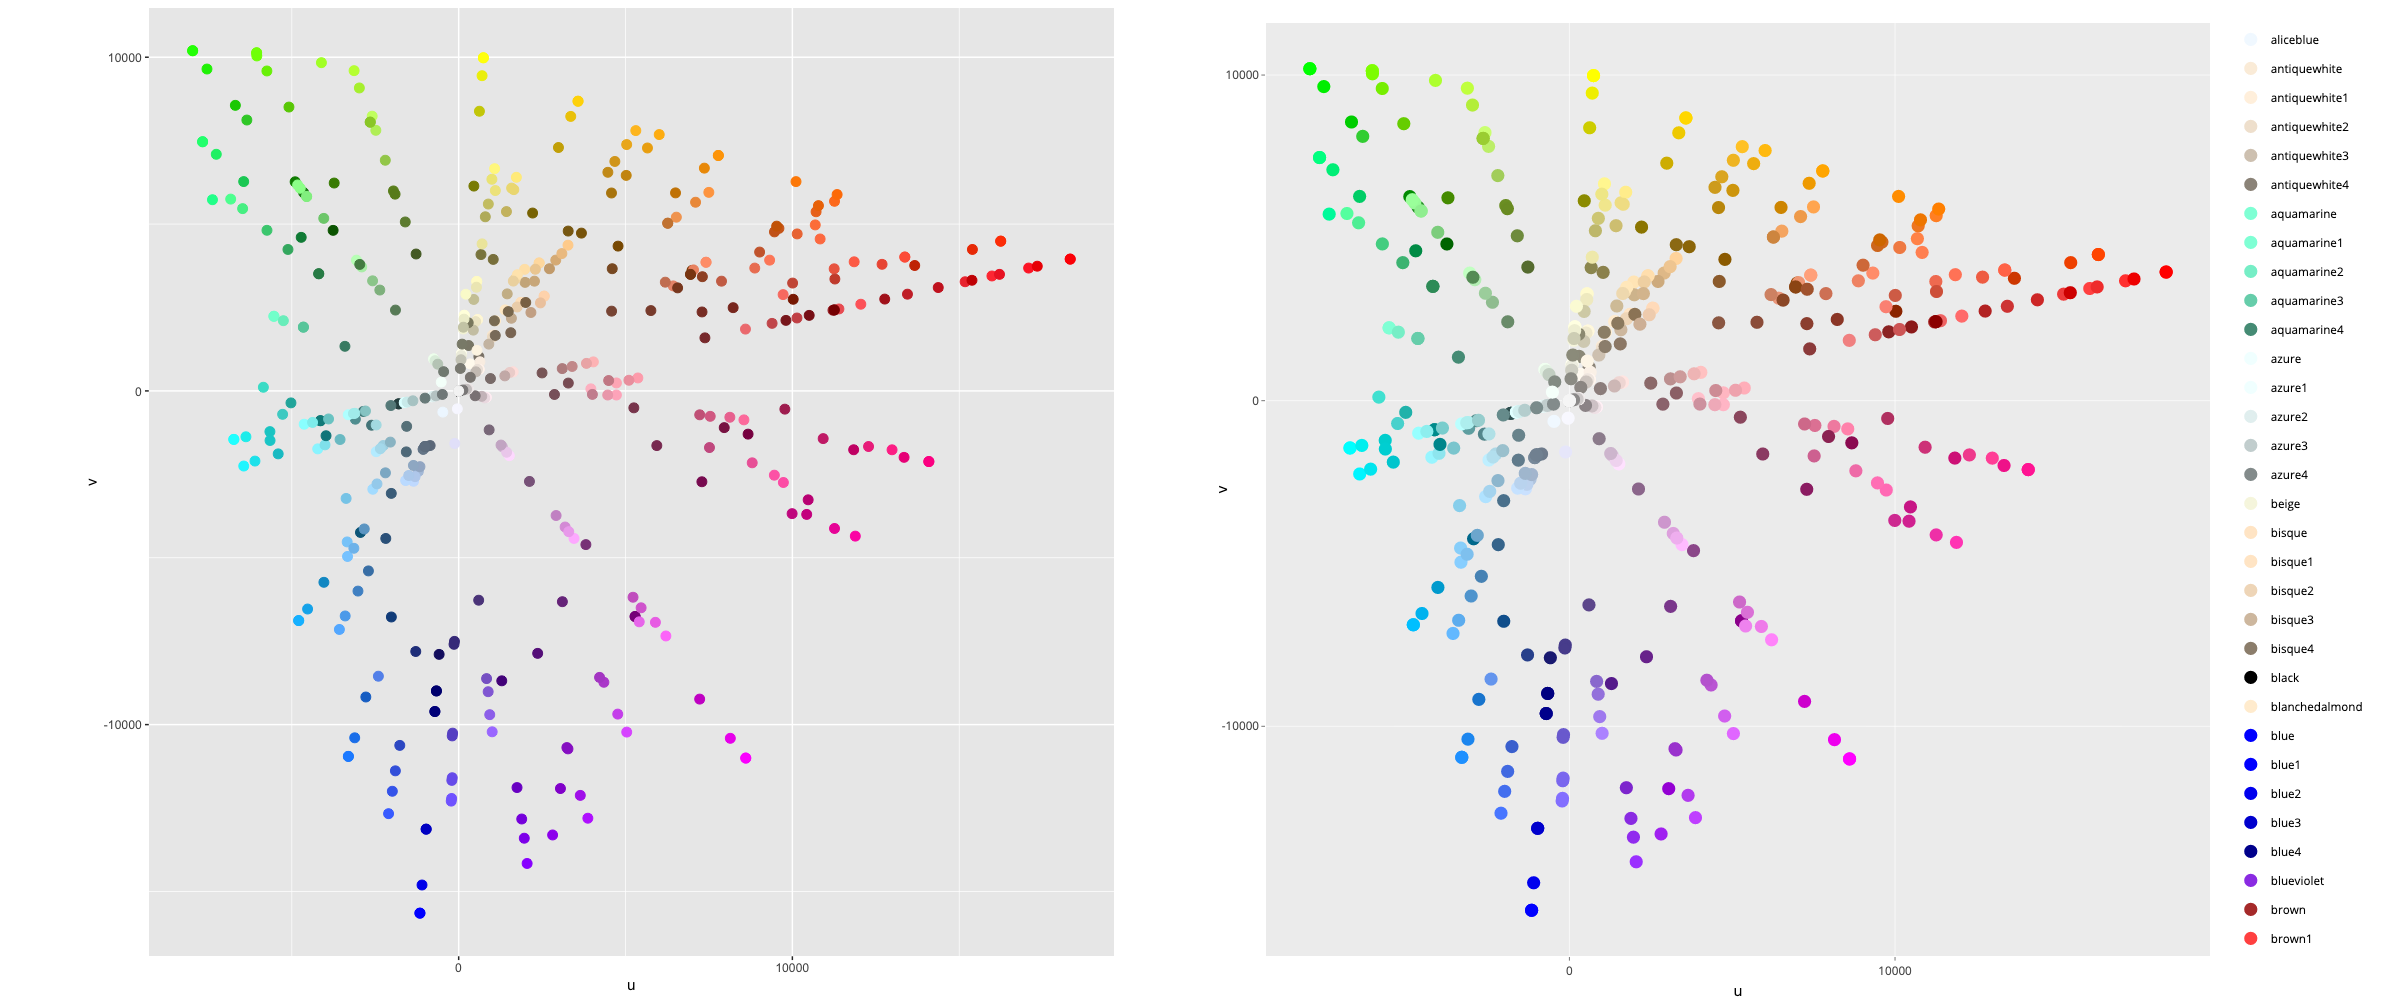 10000
0
-10000
v
0
10000
u
10000
0
-10000
v
0
10000
u
aliceblue
antiquewhite
antiquewhite1
antiquewhite2
antiquewhite3
antiquewhite4
aquamarine
aquamarine1
aquamarine2
aquamarine3
aquamarine4
azure
azure1
azure2
azure3
azure4
beige
bisque
bisque1
bisque2
bisque3
bisque4
black
blanchedalmond
blue
blue1
blue2
blue3
blue4
blueviolet
brown
brown1